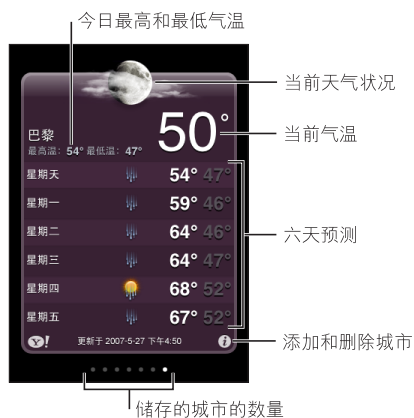 今日最高和最低气温
当前天气状况
50°
当前气温
巴黎
最高温: 54° 最低温: 47°
星期天 54° 47°
星期一 59° 46°
星期二 64° 46°
六天预测
星期三 64° 47°
星期四 68° 52°
星期五 67° 52°
Y! 更新于 2007-5-27 下午4:50 i
添加和删除城市
储存的城市的数量